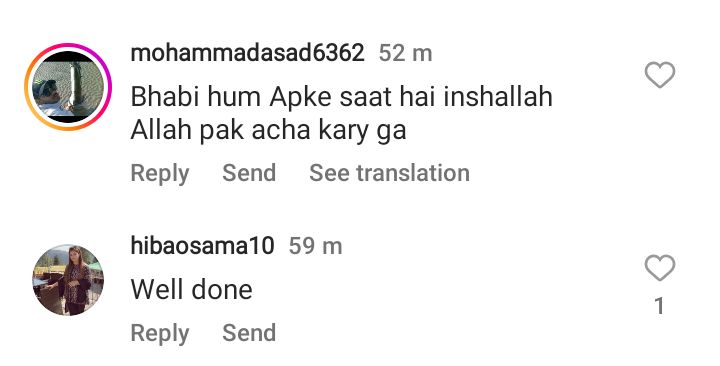 mohammadasad6362 52 m
Bhabi hum Apke saat hai inshallah
Allah pak acha kary ga
Reply Send See translation
hibaosama10 59 m
Well done
1
Reply Send